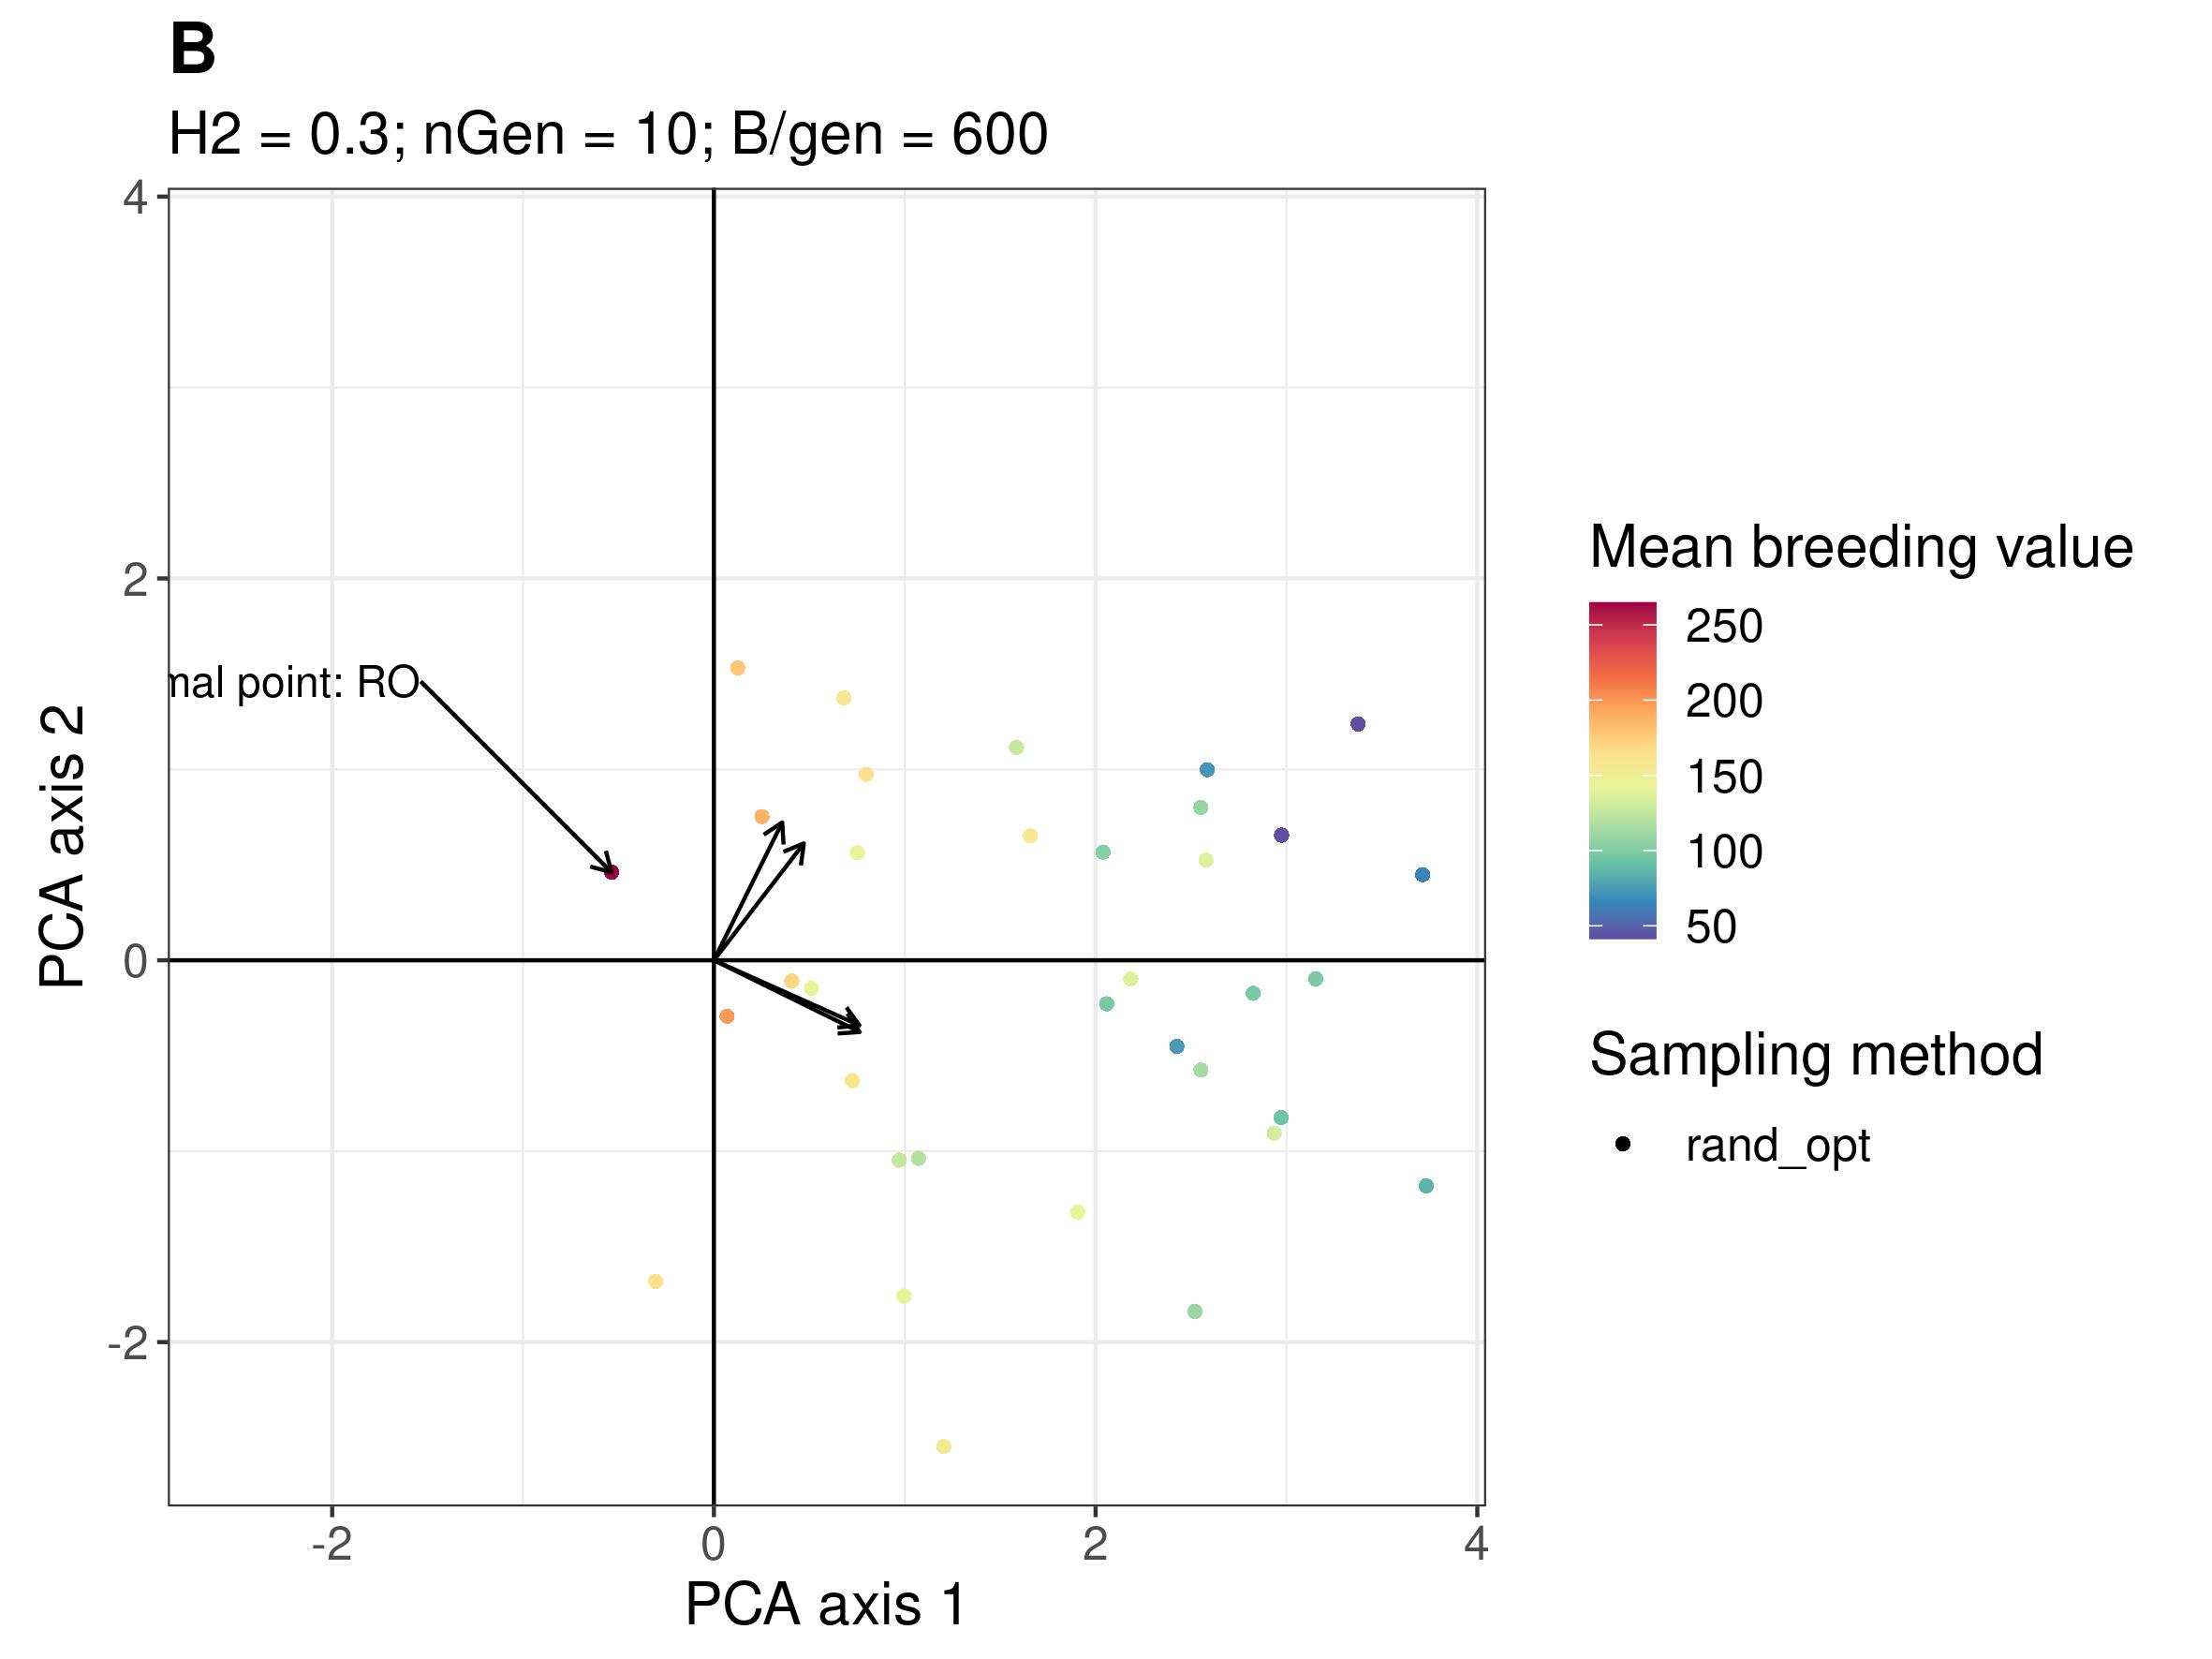 B
H2 = 0.3; nGen = 10; B/gen = 600
4
2
0
-2
PCA axis 2
point: RO
-2
0
2
4
PCA axis 1
Mean breeding value
250
200
150
100
50
Sampling method
rand_opt